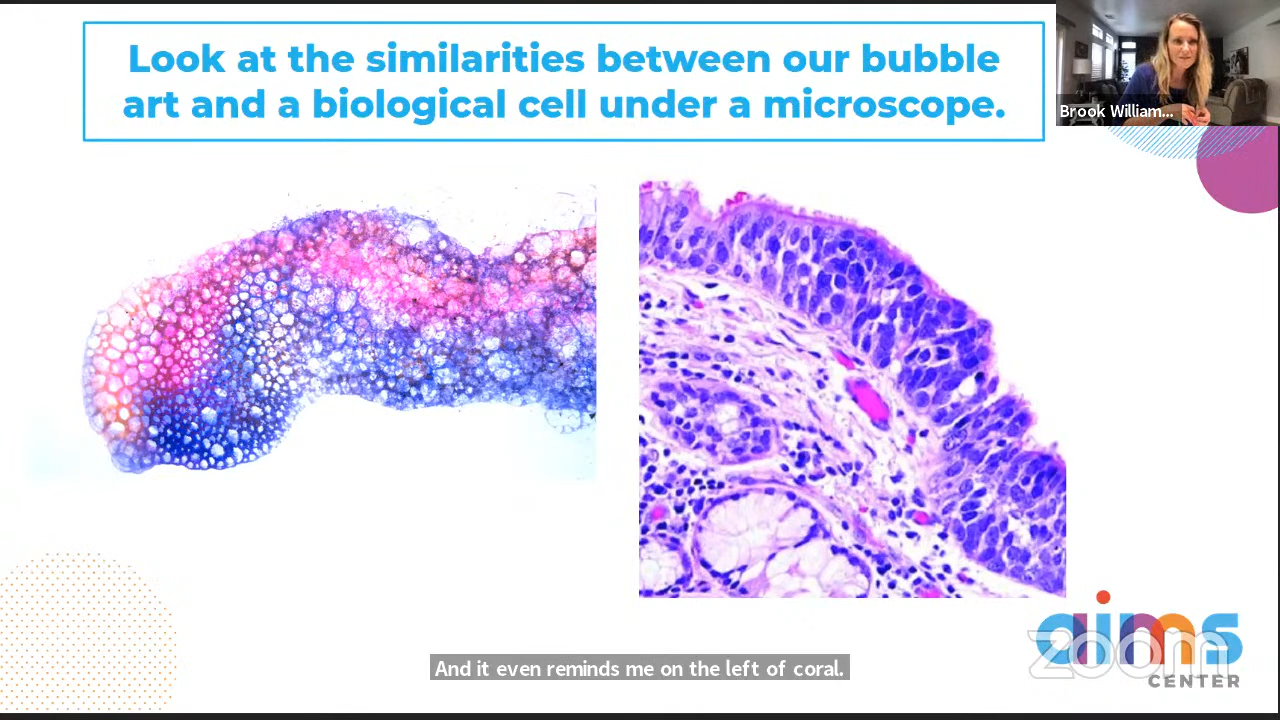 Look at the similarities between our bubble
art and a biological cell under a microscope.
Brook William...
And it even reminds me on the left of coral.
aims
zoom
CENTER